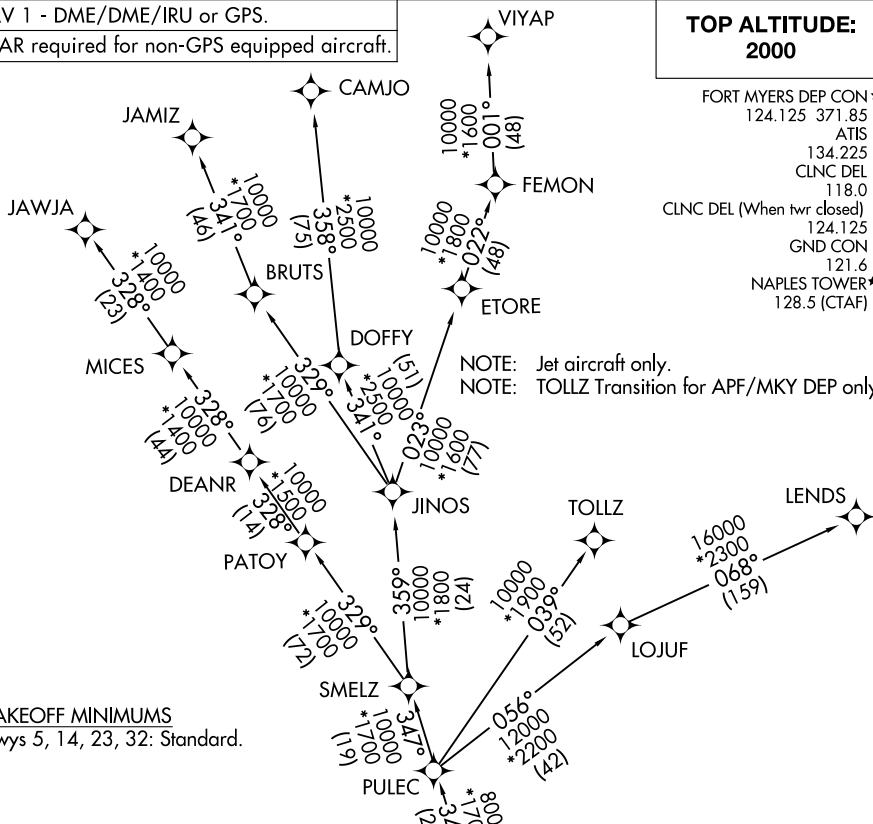 V 1 - DME/DME/IRU or GPS.
AR required for non-GPS equipped aircraft.
TOP ALTITUDE:
2000
FORT MYERS DEP CON
124.125 371.85
ATIS
134.225
CLNC DEL
118.0
CLNC DEL (When twr closed)
124.125
GND CON
121.6
NAPLES TOWER
128.5 (CTAF)
VIYAP
10000
*1600
001°
(48)
CAMJO
JAMIZ
FEMON
JAWJA
10000
*1700
341°
(46)
10000
*2500
358°
(75)
10000
*1800
022°
(48)
10000
*1400
328°
(23)
BRUTS
ETORE
DOFFY
MICES
NOTE: Jet aircraft only.
NOTE: TOLLZ Transition for APF/MKY DEP only
329°
10000
*1700
(76)
(51)
10000
*2500
341°
023°
10000
*1600
(77)
328°
10000
*1400
(44)
DEANR
10000
*1500
328°
(14)
JINOS
TOLLZ
LENDS
PATOY
16000
*2300
068°
(159)
359°
10000
*1800
(24)
10000
*1900
039°
(52)
329°
10000
*1700
(72)
LOJUF
SMELZ
AKEOFF MINIMUMS
wys 5, 14, 23, 32: Standard.
347°
10000
*1700
(19)
056°
12000
*2200
(42)
PULEC